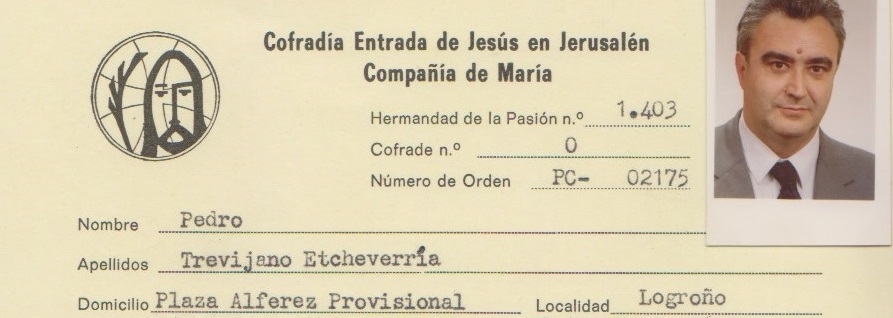 Cofradía Entrada de Jesús en Jerusalén
Compañía de María
Hermandad de la Pasión n.º 1.403
Cofrade n.º 0
Número de Orden PC- 02175
Nombre Pedro
Apellidos Trevijano Etcheverría
Domicilio Plaza Alferez Provisional Localidad Logroño